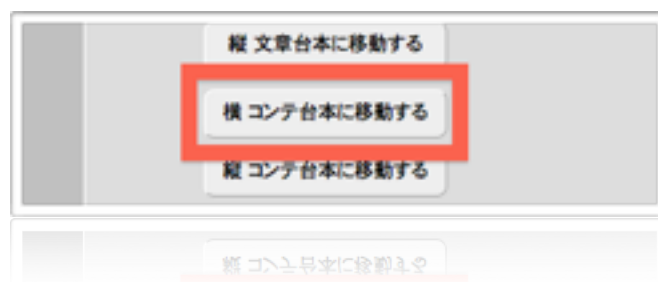 縦 文章台本に移動する
横 コンテ台本に移動する
縦 コンテ台本に移動する